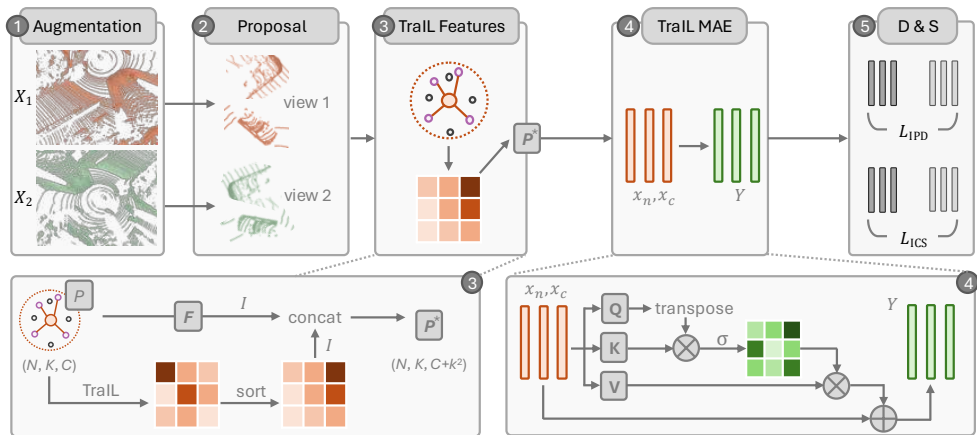 1 Augmentation
2 Proposal
3 TraIL Features
4 TraIL MAE
5 D & S
X1
X2
view 1
view 2
P*
xn,xc
Y
LIPD
LICS
3
P
(N, K, C)
F
I
concat
P*
(N, K, C+k²)
TraIL
sort
I
4
xn,xc
Q
transpose
K
σ
V
Y